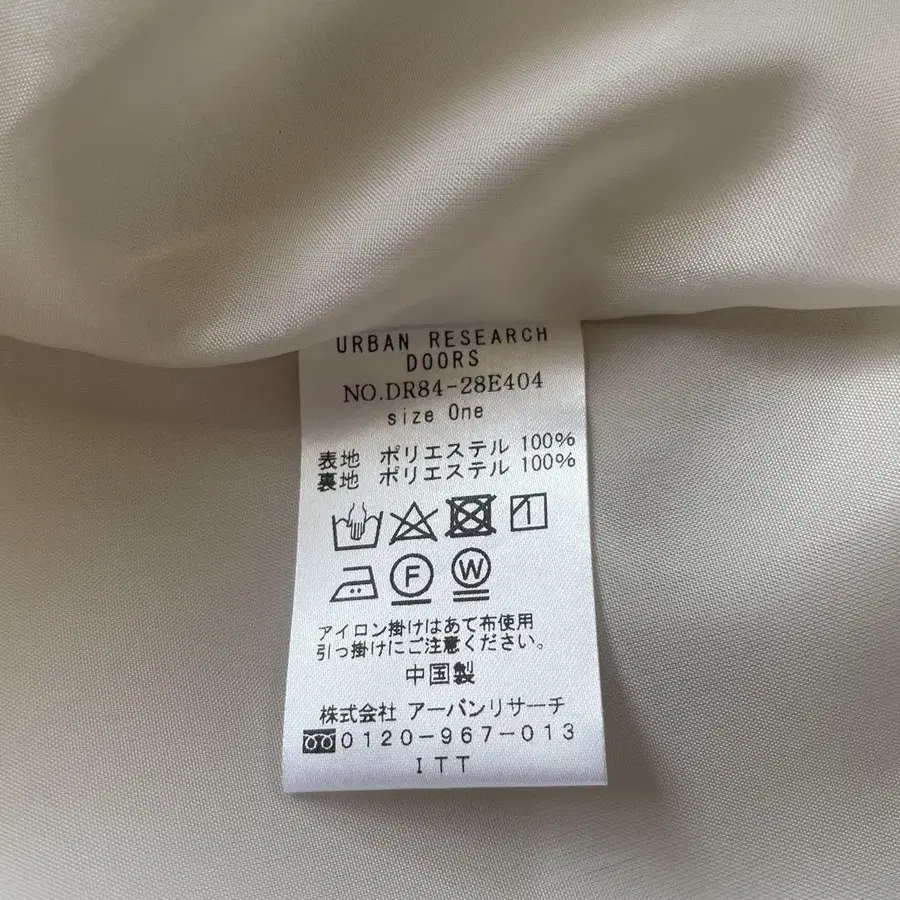 URBAN RESEARCH
DOORS
NO.DR84-28E404
size One
表地 ポリエステル 100%
裏地 ポリエステル 100%
F W
アイロン掛けはあて布使用
引っ掛けにご注意ください。
中国製
株式会社 アーバンリサーチ
0120-967-013
ITT